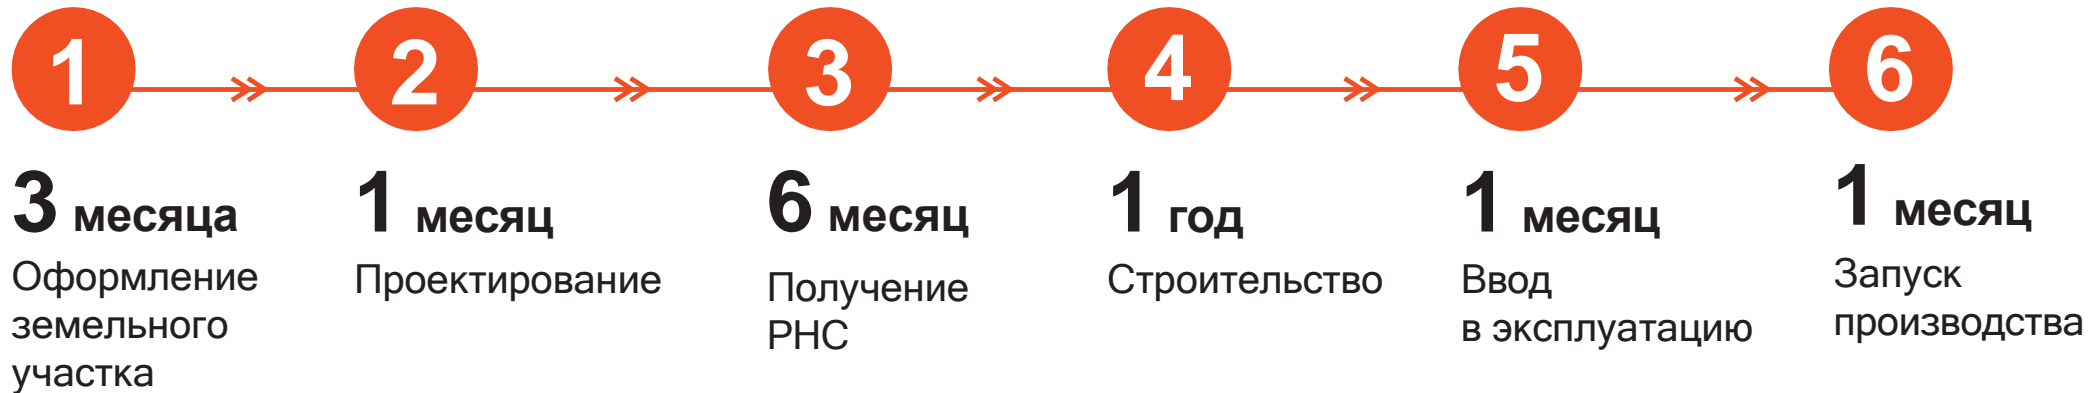 1
2
3
4
5
6
3 месяца
Оформление
земельного
участка
1 месяц
Проектирование
6 месяц
Получение
РНС
1 год
Строительство
1 месяц
Ввод
в эксплуатацию
1 месяц
Запуск
производства